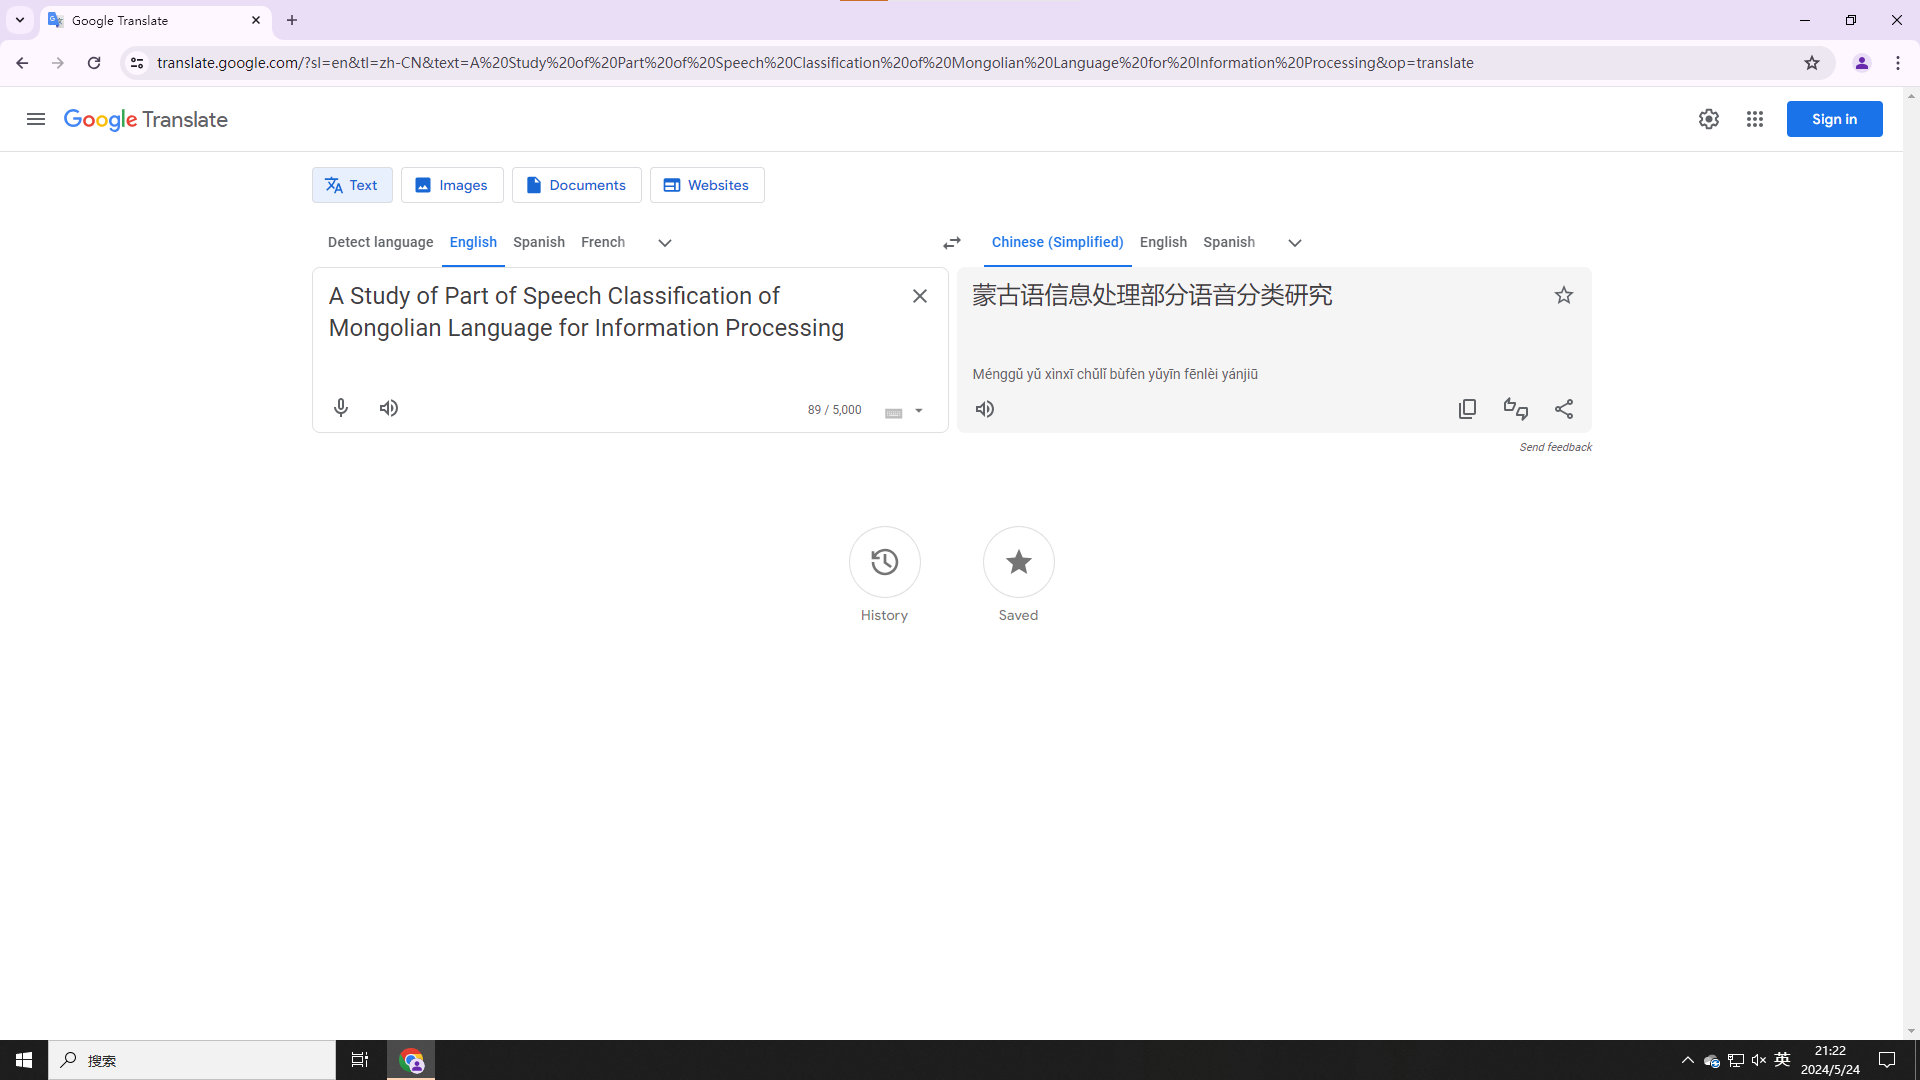 Google Translate
translate.google.com/?sl=en&tl=zh-CN&text=A%20Study%20of%20Part%20of%20Speech%20Classification%20of%20Mongolian%20Language%20for%20Information%20Processing&op=translate
Google Translate
Sign in
Text
Images
Documents
Websites
Detect language
English
Spanish
French
Chinese (Simplified)
English
Spanish
A Study of Part of Speech Classification of
Mongolian Language for Information Processing
89 / 5,000
蒙古语信息处理部分语音分类研究
Ménggǔ yǔ xìnxī chǔlǐ bùfèn yǔyīn fēnlèi yánjiū
Send feedback
History
Saved
搜索
英
21:22
2024/5/24